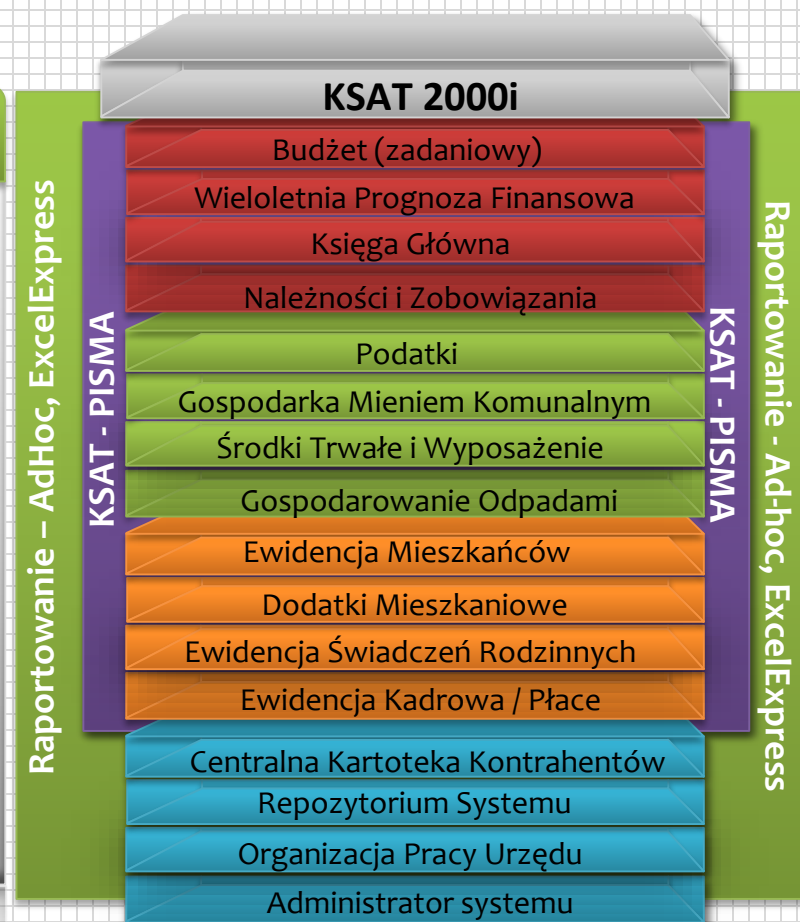 KSAT 2000i
Raportowanie – AdHoc, ExcelExpress
KSAT - PISMA
Budżet (zadaniowy)
Wieloletnia Prognoza Finansowa
Księga Główna
Należności i Zobowiązania
Podatki
Gospodarka Mieniem Komunalnym
Środki Trwałe i Wyposażenie
Gospodarowanie Odpadami
Ewidencja Mieszkańców
Dodatki Mieszkaniowe
Ewidencja Świadczeń Rodzinnych
Ewidencja Kadrowa / Płace
Centralna Kartoteka Kontrahentów
Repozytorium Systemu
Organizacja Pracy Urzędu
Administrator systemu
KSAT - PISMA
Raportowanie - Ad-hoc, ExcelExpress